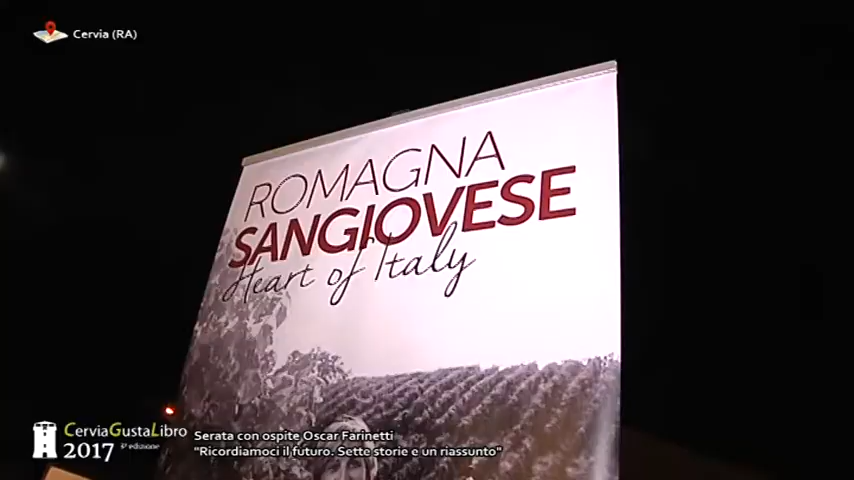 Cervia (RA)
ROMAGNA
SANGIOVESE
Heart of Italy
CerviaGustaLibro
2017
edizione
Serata con ospite Oscar Farinetti
"Ricordiamoci il futuro. Sette storie e un riassunto"